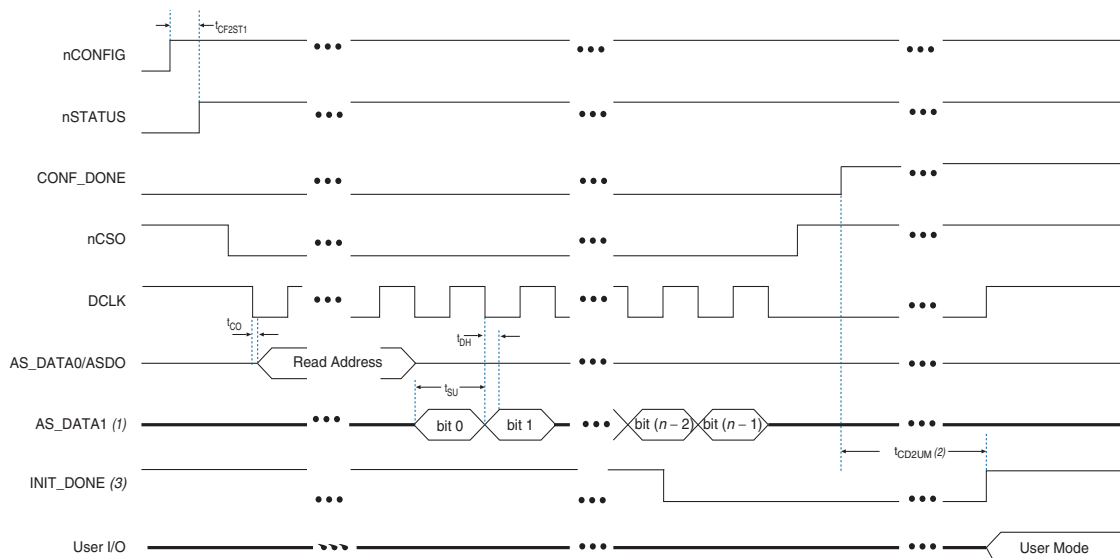 tCF2ST1
nCONFIG
nSTATUS
CONF_DONE
nCSO
DCLK
tCO
tDH
AS_DATA0/ASDO
Read Address
tSU
AS_DATA1 (1)
bit 0
bit 1
bit (n – 2)
bit (n – 1)
tCD2UM (2)
INIT_DONE (3)
User I/O
User Mode